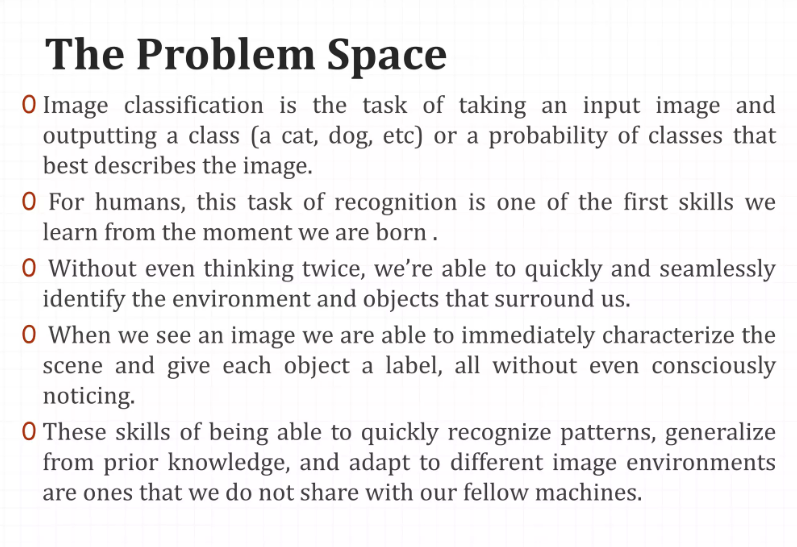 The Problem Space
O Image classification is the task of taking an input image and
outputting a class (a cat, dog, etc) or a probability of classes that
best describes the image.
O For humans, this task of recognition is one of the first skills we
learn from the moment we are born .
O Without even thinking twice, we’re able to quickly and seamlessly
identify the environment and objects that surround us.
O When we see an image we are able to immediately characterize the
scene and give each object a label, all without even consciously
noticing.
O These skills of being able to quickly recognize patterns, generalize
from prior knowledge, and adapt to different image environments
are ones that we do not share with our fellow machines.